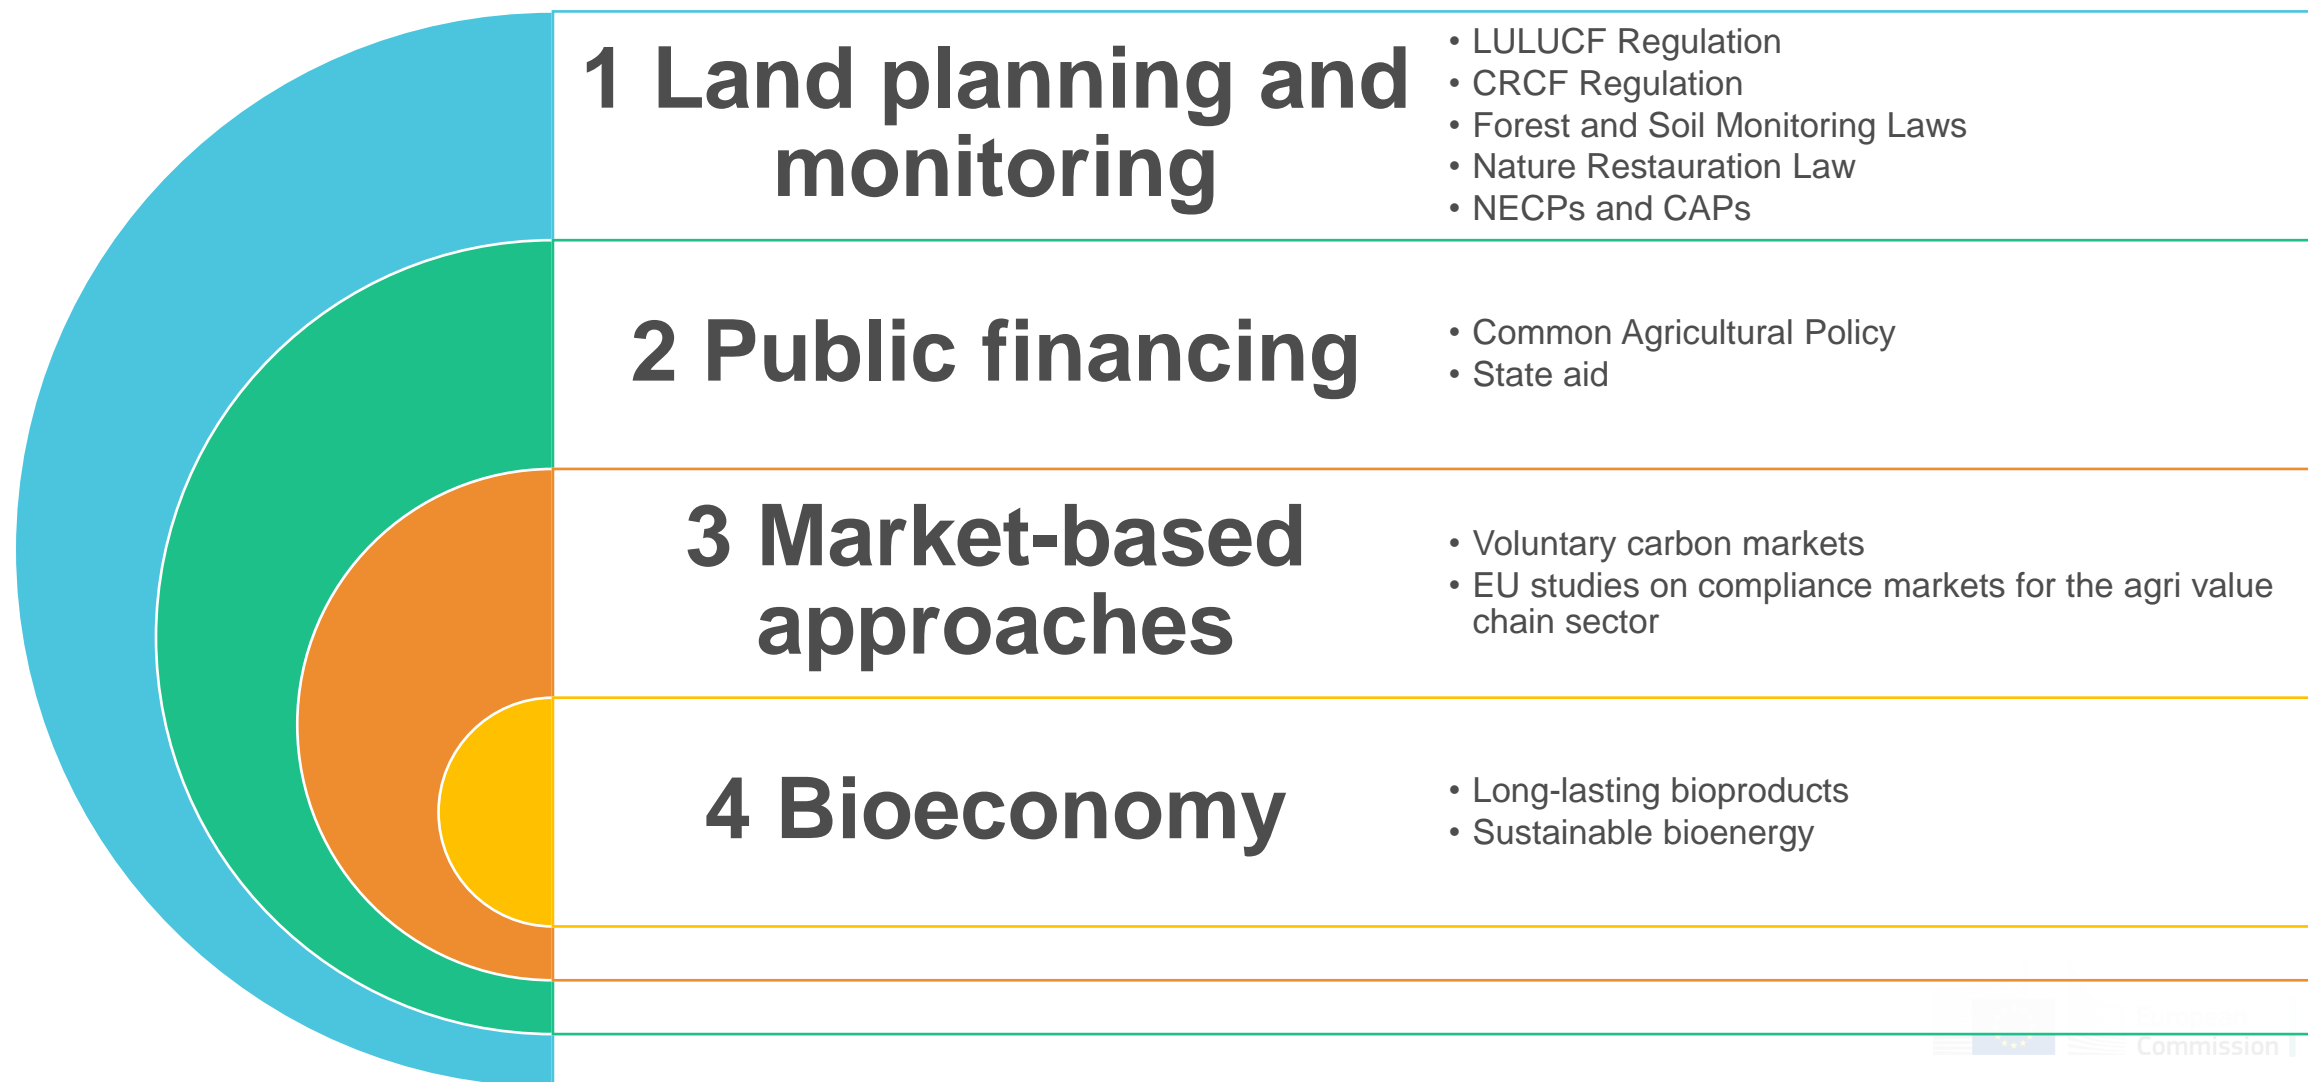 1 Land planning and
monitoring
• LULUCF Regulation
• CRCF Regulation
• Forest and Soil Monitoring Laws
• Nature Restauration Law
• NECPs and CAPs
2 Public financing
• Common Agricultural Policy
• State aid
3 Market-based
approaches
• Voluntary carbon markets
• EU studies on compliance markets for the agri value
chain sector
4 Bioeconomy
• Long-lasting bioproducts
• Sustainable bioenergy
Commission